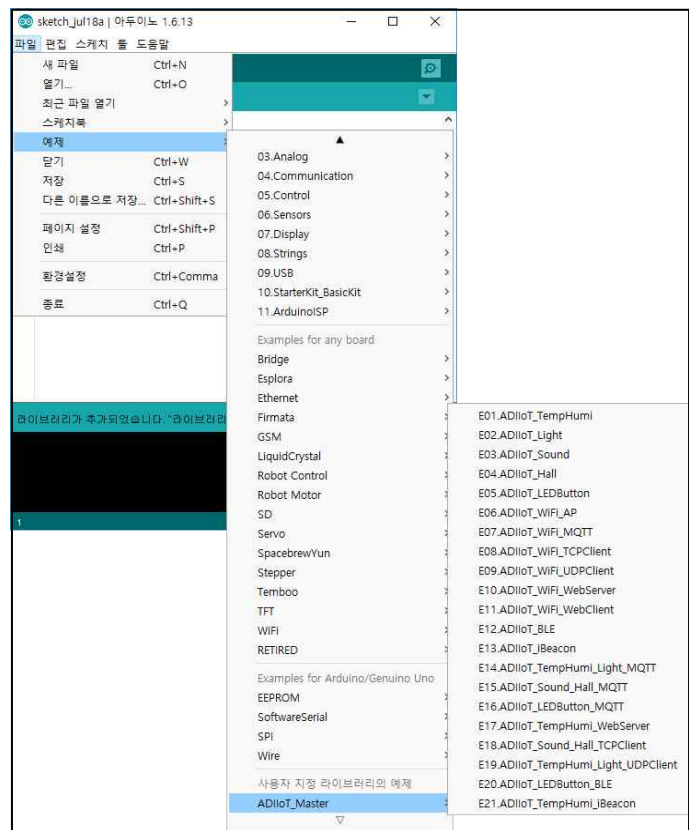 sketch_jul18a | 아두이노 1.6.13
파일 편집 스케치 툴 도움말
새 파일 Ctrl+N
열기... Ctrl+O
최근 파일 열기
스케치북
예제
닫기 Ctrl+W
저장 Ctrl+S
다른 이름으로 저장... Ctrl+Shift+S
페이지 설정 Ctrl+Shift+P
인쇄 Ctrl+P
환경설정 Ctrl+Comma
종료 Ctrl+Q
라이브러리가 추가되었습니다. "라이브러리
1
03.Analog
04.Communication
05.Control
06.Sensors
07.Display
08.Strings
09.USB
10.StarterKit_BasicKit
11.ArduinoISP
Examples for any board
Bridge
Esplora
Ethernet
Firmata
GSM
LiquidCrystal
Robot Control
Robot Motor
SD
Servo
SpacebrewYun
Stepper
Temboo
TFT
WiFi
RETIRED
Examples for Arduino/Genuino Uno
EEPROM
SoftwareSerial
SPI
Wire
사용자 지정 라이브러리의 예제
ADIIoT_Master
E01.ADIIoT_TempHumi
E02.ADIIoT_Light
E03.ADIIoT_Sound
E04.ADIIoT_Hall
E05.ADIIoT_LEDButton
E06.ADIIoT_WiFi_AP
E07.ADIIoT_WiFi_MQTT
E08.ADIIoT_WiFi_TCPClient
E09.ADIIoT_WiFi_UDPClient
E10.ADIIoT_WiFi_WebServer
E11.ADIIoT_WiFi_WebClient
E12.ADIIoT_BLE
E13.ADIIoT_iBeacon
E14.ADIIoT_TempHumi_Light_MQTT
E15.ADIIoT_Sound_Hall_MQTT
E16.ADIIoT_LEDButton_MQTT
E17.ADIIoT_TempHumi_WebServer
E18.ADIIoT_Sound_Hall_TCPClient
E19.ADIIoT_TempHumi_Light_UDPClient
E20.ADIIoT_LEDButton_BLE
E21.ADIIoT_TempHumi_iBeacon